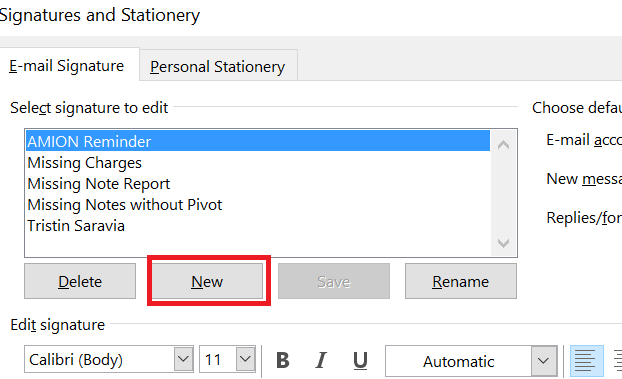 Signatures and Stationery
E-mail Signature Personal Stationery
Select signature to edit Choose defau
AMION Reminder
Missing Charges
Missing Note Report
Missing Notes without Pivot
Tristin Saravia
E-mail acco
New messa
Replies/for
Delete New Save Rename
Edit signature
Calibri (Body) 11 B I U Automatic